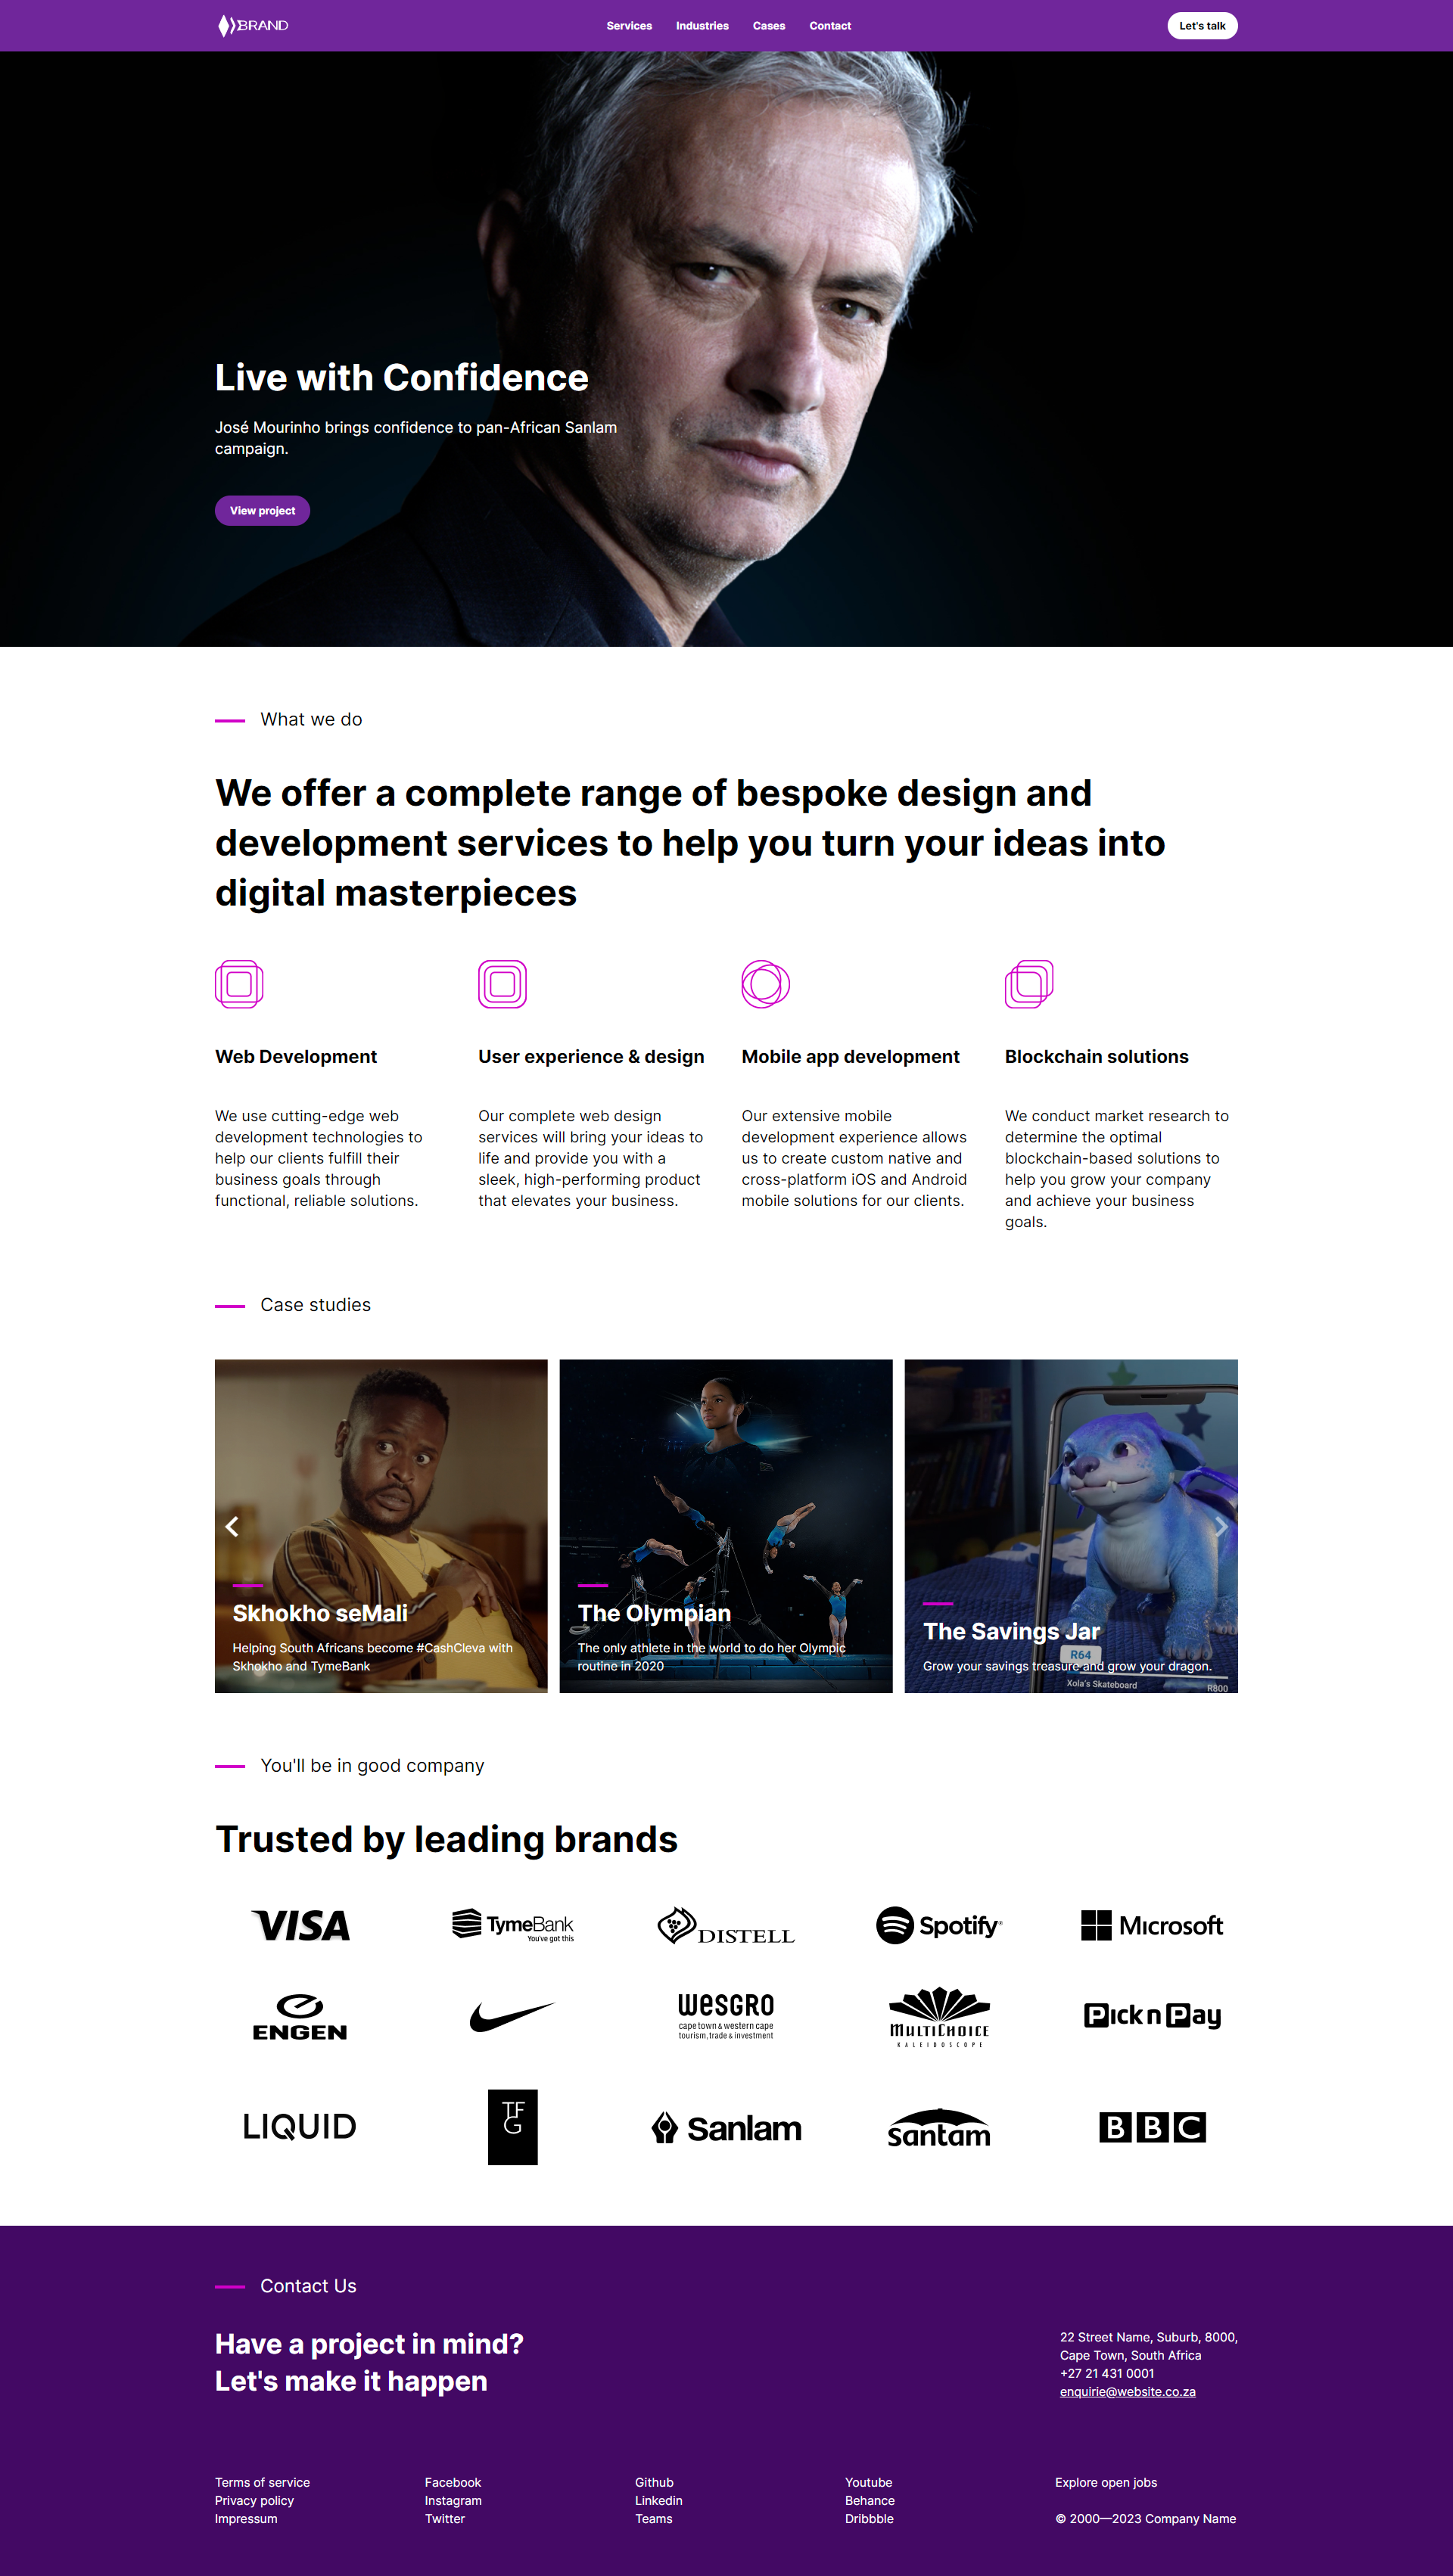 BRAND
Services
Industries
Cases
Contact
Let's talk
Live with Confidence
José Mourinho brings confidence to pan-African Sanlam
campaign.
View project
What we do
We offer a complete range of bespoke design and
development services to help you turn your ideas into
digital masterpieces
Web Development
We use cutting-edge web
development technologies to
help our clients fulfill their
business goals through
functional, reliable solutions.
User experience & design
Our complete web design
services will bring your ideas to
life and provide you with a
sleek, high-performing product
that elevates your business.
Mobile app development
Our extensive mobile
development experience allows
us to create custom native and
cross-platform iOS and Android
mobile solutions for our clients.
Blockchain solutions
We conduct market research to
determine the optimal
blockchain-based solutions to
help you grow your company
and achieve your business
goals.
Case studies
Skhokho seMali
Helping South Africans become #CashCleva with
Skhokho and TymeBank
The Olympian
The only athlete in the world to do her Olympic
routine in 2020
The Savings Jar
R64
Grow your savings treasure and grow your dragon.
Xola's Skateboard
R800
You'll be in good company
Trusted by leading brands
VISA
TymeBank
You've got this
DISTELL
Spotify®
Microsoft
ENGEN
WESGRO
cape town & western cape
tourism, trade & investment
MULTICHOICE
KALEIDOSCOPE
Pick n Pay
LIQUID
TFG
Sanlam
santam
BBC
Contact Us
Have a project in mind?
Let's make it happen
22 Street Name, Suburb, 8000,
Cape Town, South Africa
+27 21 431 0001
enquirie@website.co.za
Terms of service
Privacy policy
Impressum
Facebook
Instagram
Twitter
Github
Linkedin
Teams
Youtube
Behance
Dribbble
Explore open jobs
© 2000—2023 Company Name